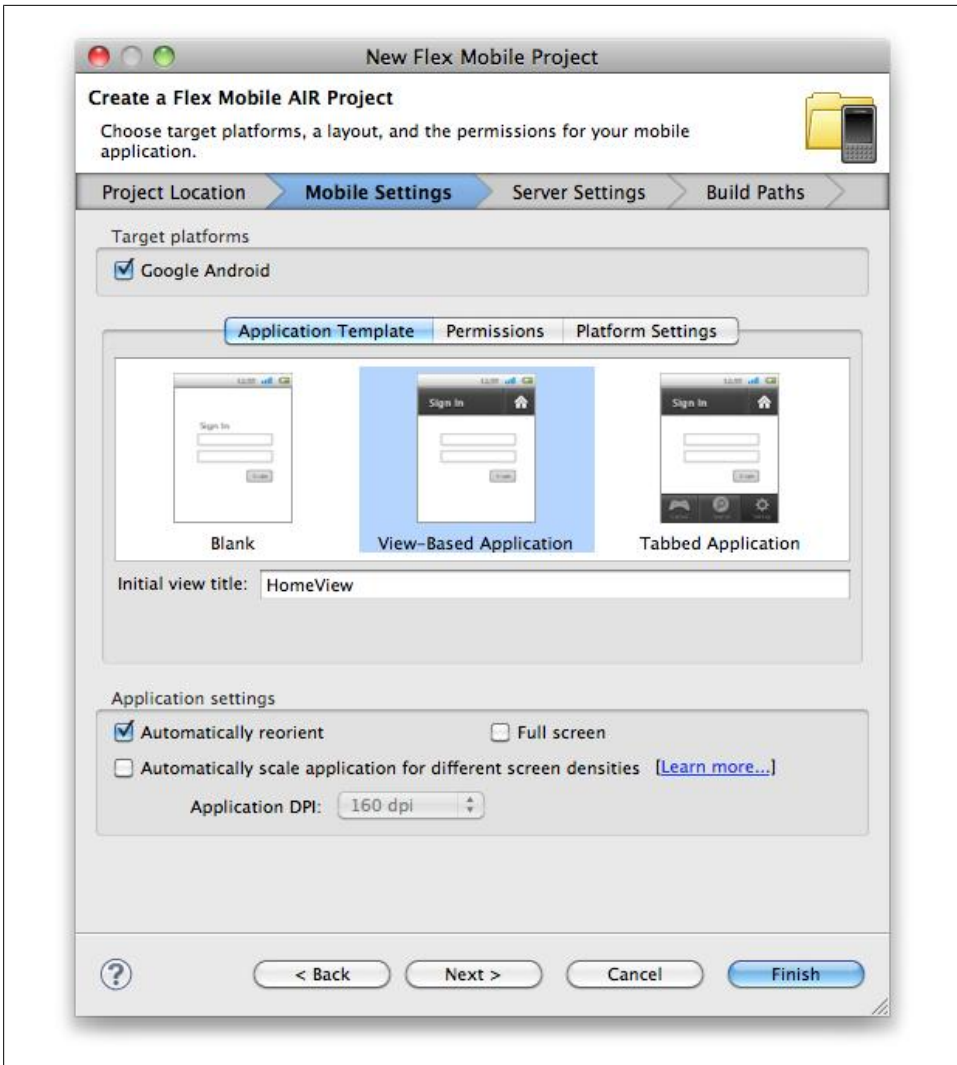 New Flex Mobile Project
Create a Flex Mobile AIR Project
Choose target platforms, a layout, and the permissions for your mobile
application.
Project Location
Mobile Settings
Server Settings
Build Paths
Target platforms
Google Android
Application Template
Permissions
Platform Settings
Sign In
Sign In
Sign In
Blank
View-Based Application
Tabbed Application
Initial view title: HomeView
Application settings
Automatically reorient
Full screen
Automatically scale application for different screen densities [Learn more...]
Application DPI: 160 dpi
?
< Back
Next >
Cancel
Finish